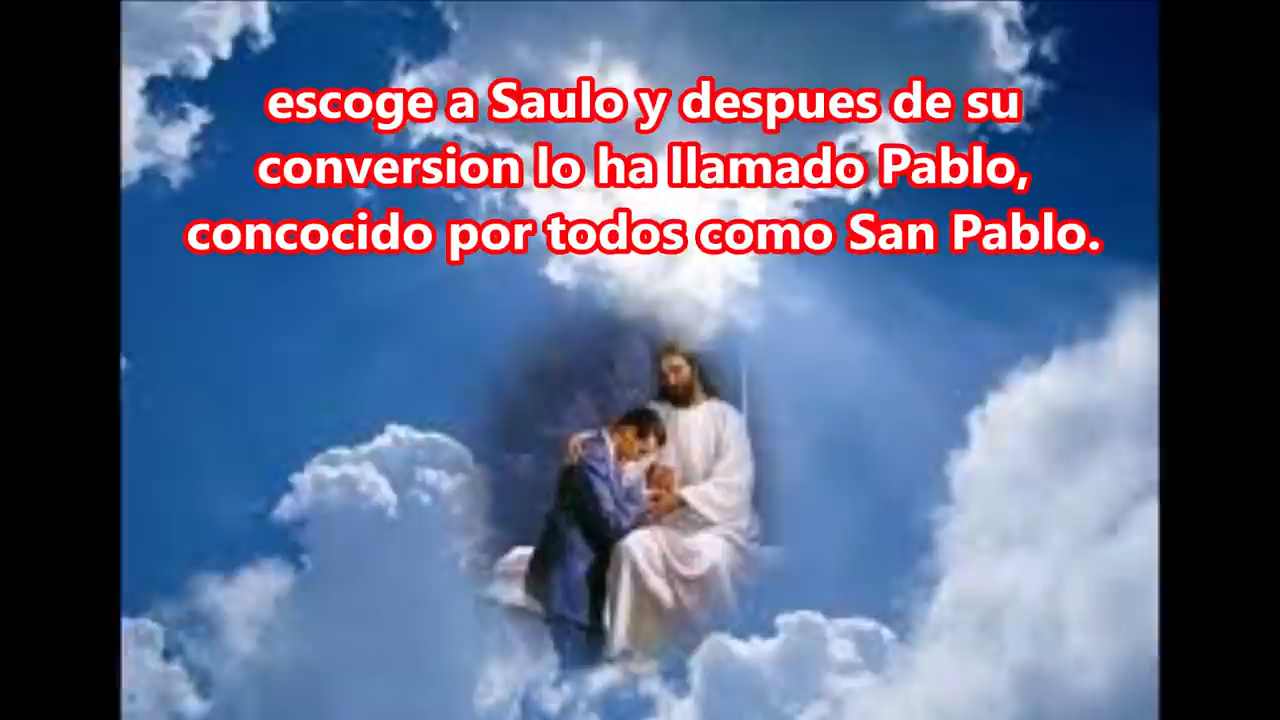 escoge a Saulo y despues de su
conversion lo ha llamado Pablo,
concocido por todos como San Pablo.